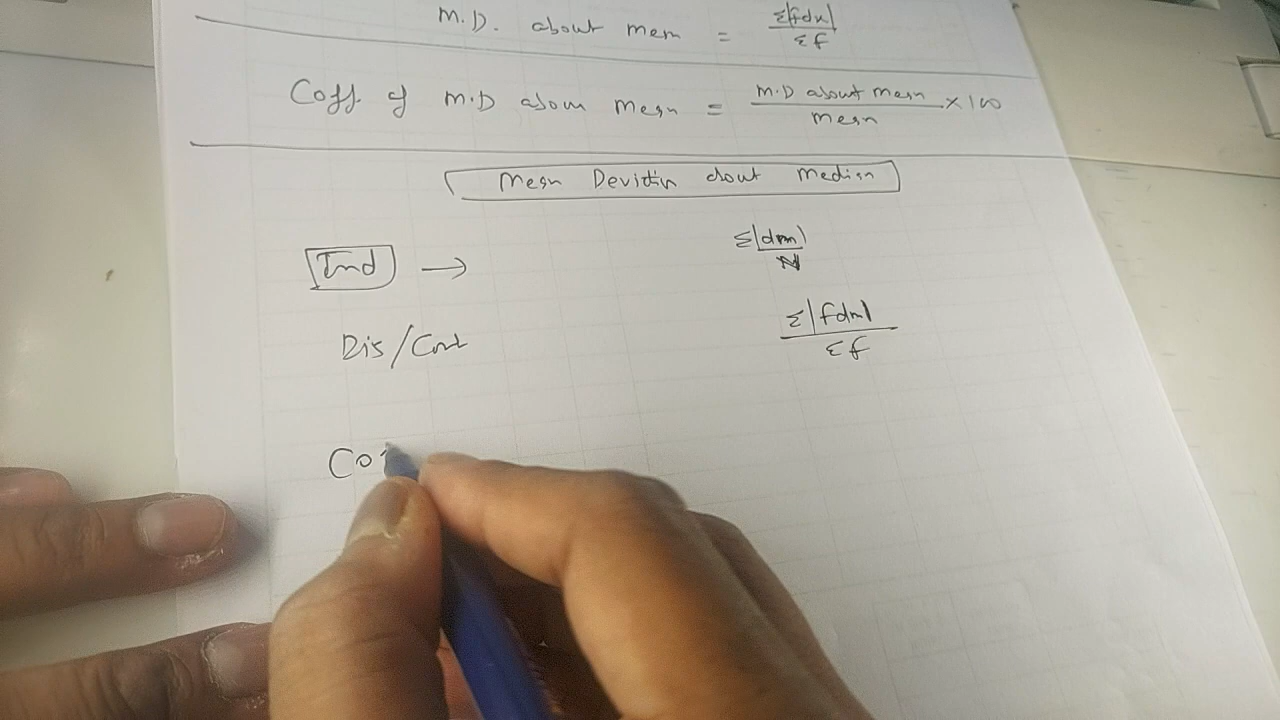 M.D. about mean = Σ|fdx| / Σf
Coff. of M.D about mean = M.D about mean / mean × 100
Mean Deviatin about median
Ind → Σ|dm| / N
Dis/Cont Σ|fdm| / Σf
Co